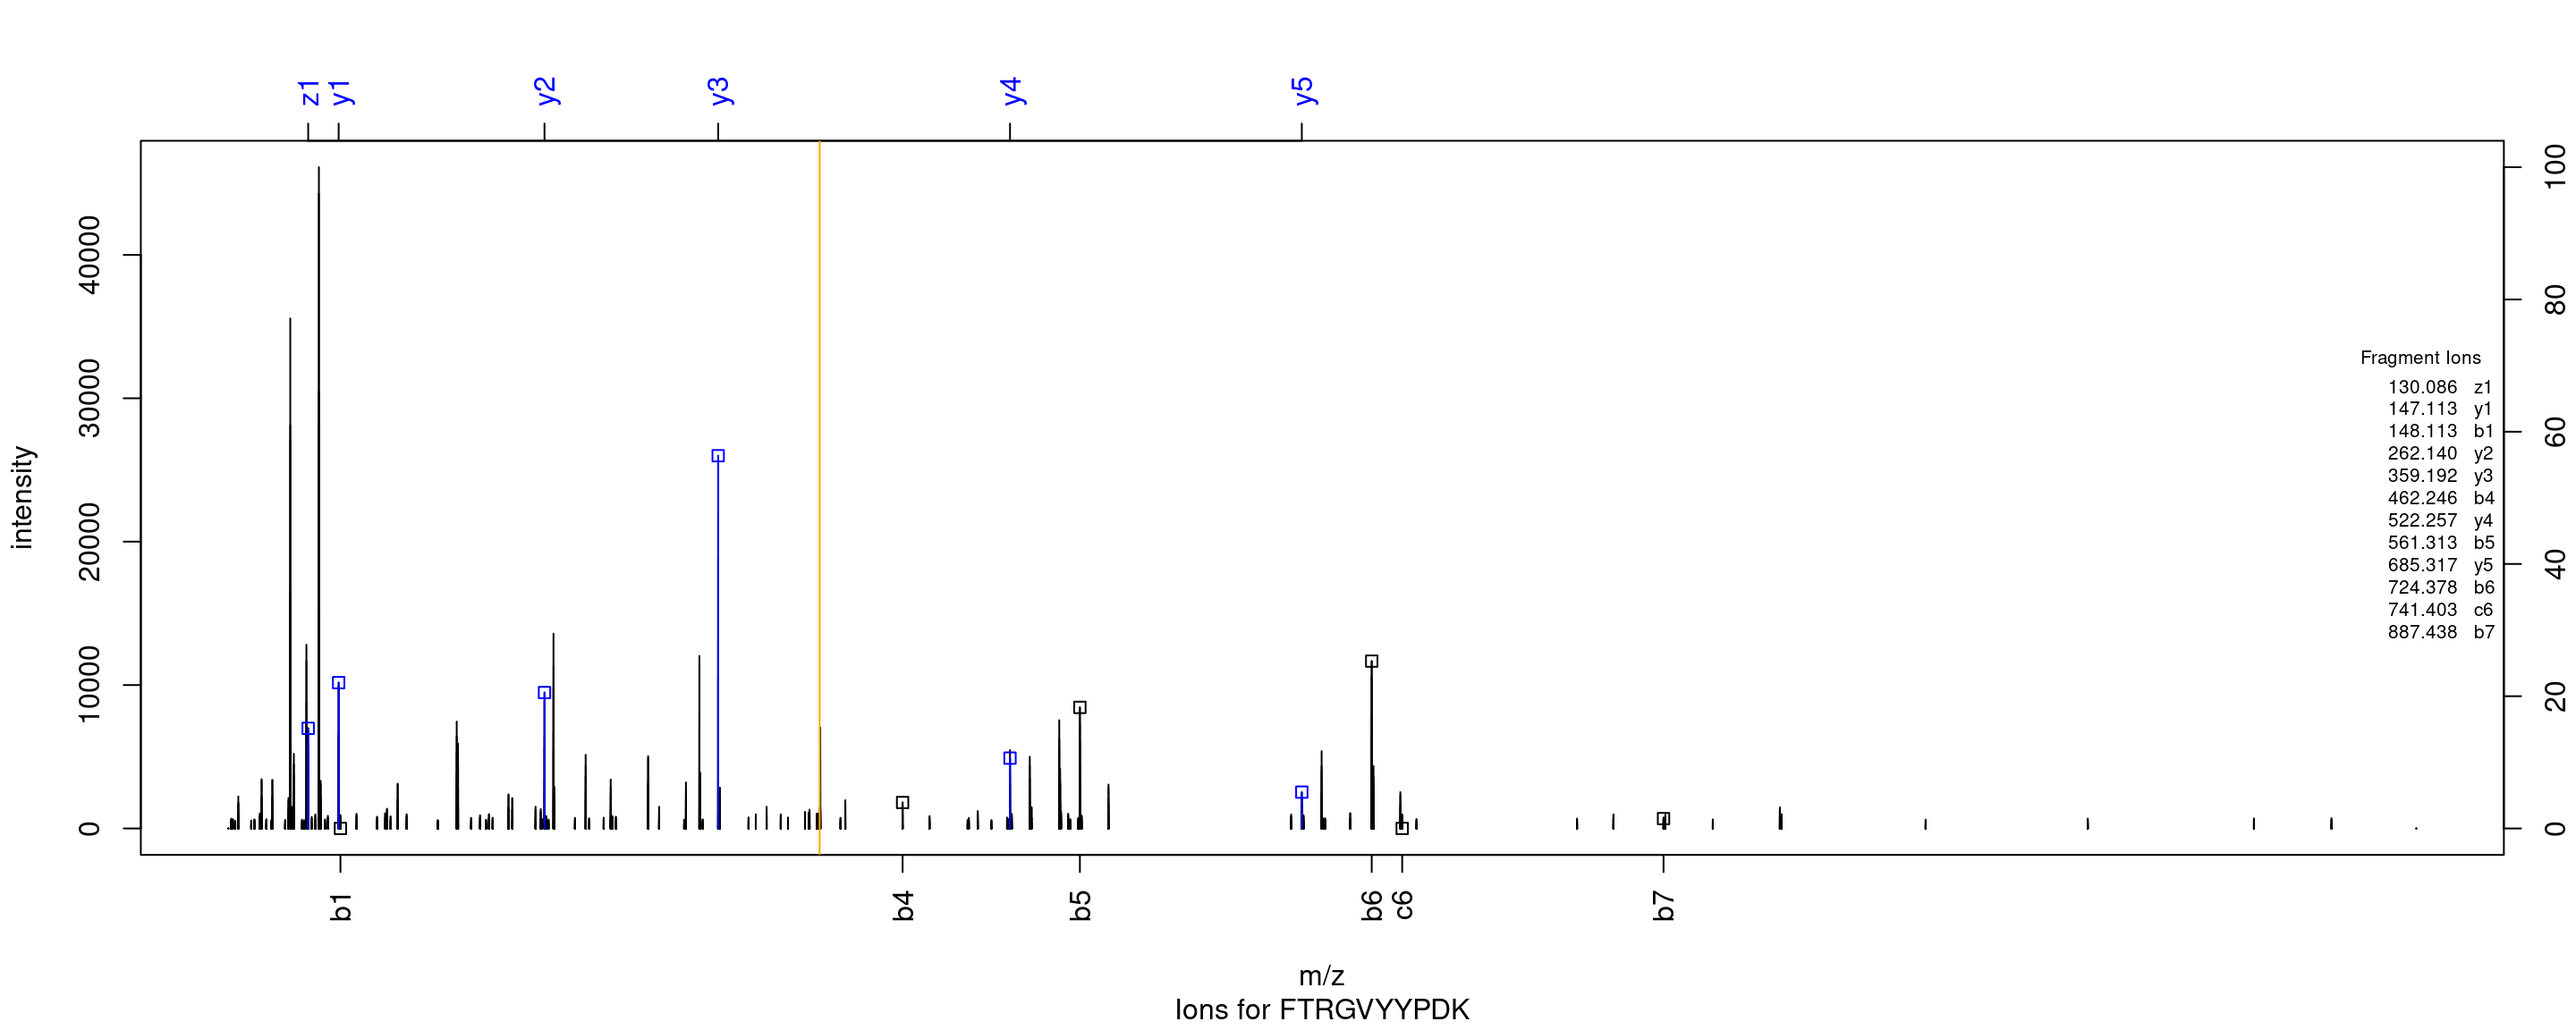 z1 y1 y2 y3 y4 y5
intensity
0 10000 20000 30000 40000
0 20 40 60 80 100
Fragment Ions
130.086 z1
147.113 y1
148.113 b1
262.140 y2
359.192 y3
462.246 b4
522.257 y4
561.313 b5
685.317 y5
724.378 b6
741.403 c6
887.438 b7
b1 b4 b5 b6 c6 b7
m/z
Ions for FTRGVYYPDK